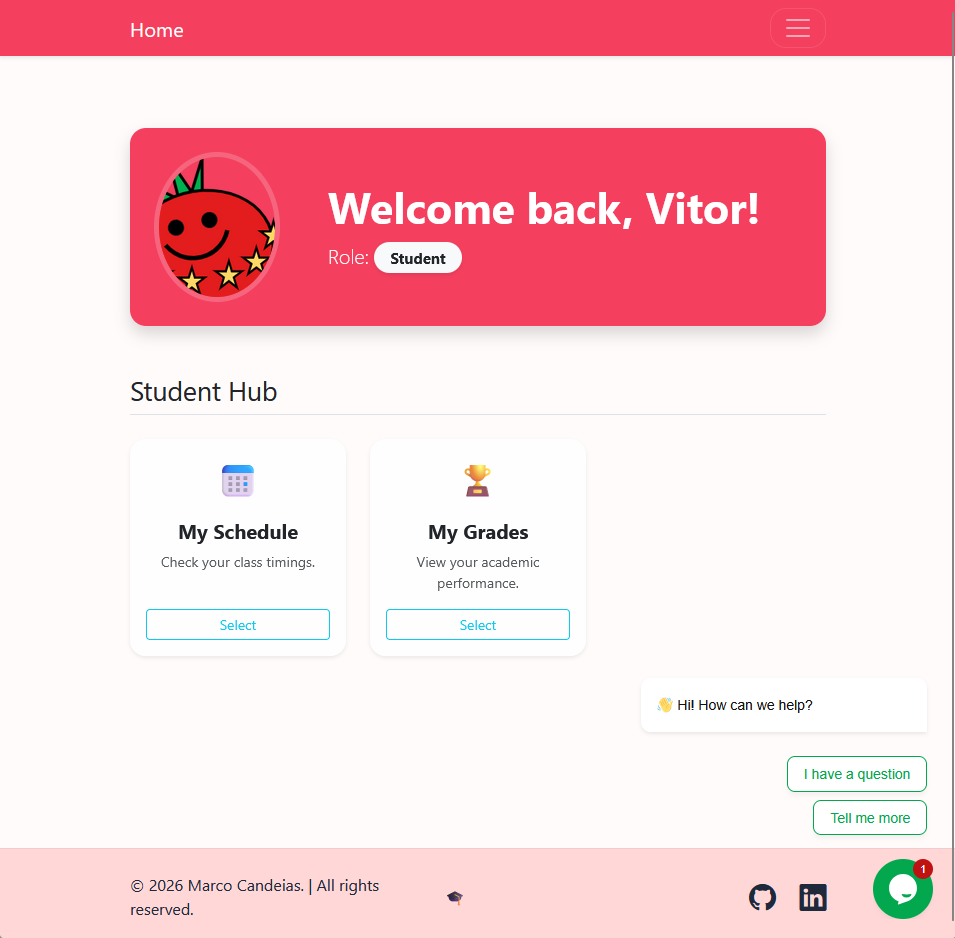 Home
Welcome back, Vitor!
Role: Student
Student Hub
My Schedule
Check your class timings.
Select
My Grades
View your academic
performance.
Select
👋 Hi! How can we help?
I have a question
Tell me more
© 2026 Marco Candeias. | All rights
reserved.
in
1